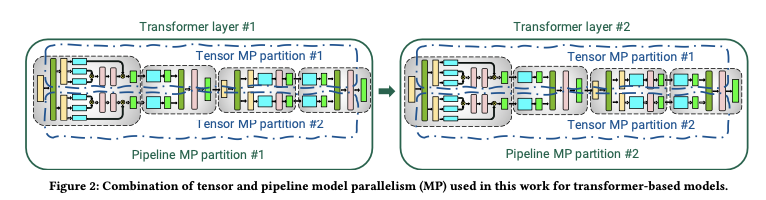 Transformer layer #1
Transformer layer #2
Tensor MP partition #1
Tensor MP partition #1
Tensor MP partition #2
Tensor MP partition #2
Pipeline MP partition #1
Pipeline MP partition #2
Figure 2: Combination of tensor and pipeline model parallelism (MP) used in this work for transformer-based models.